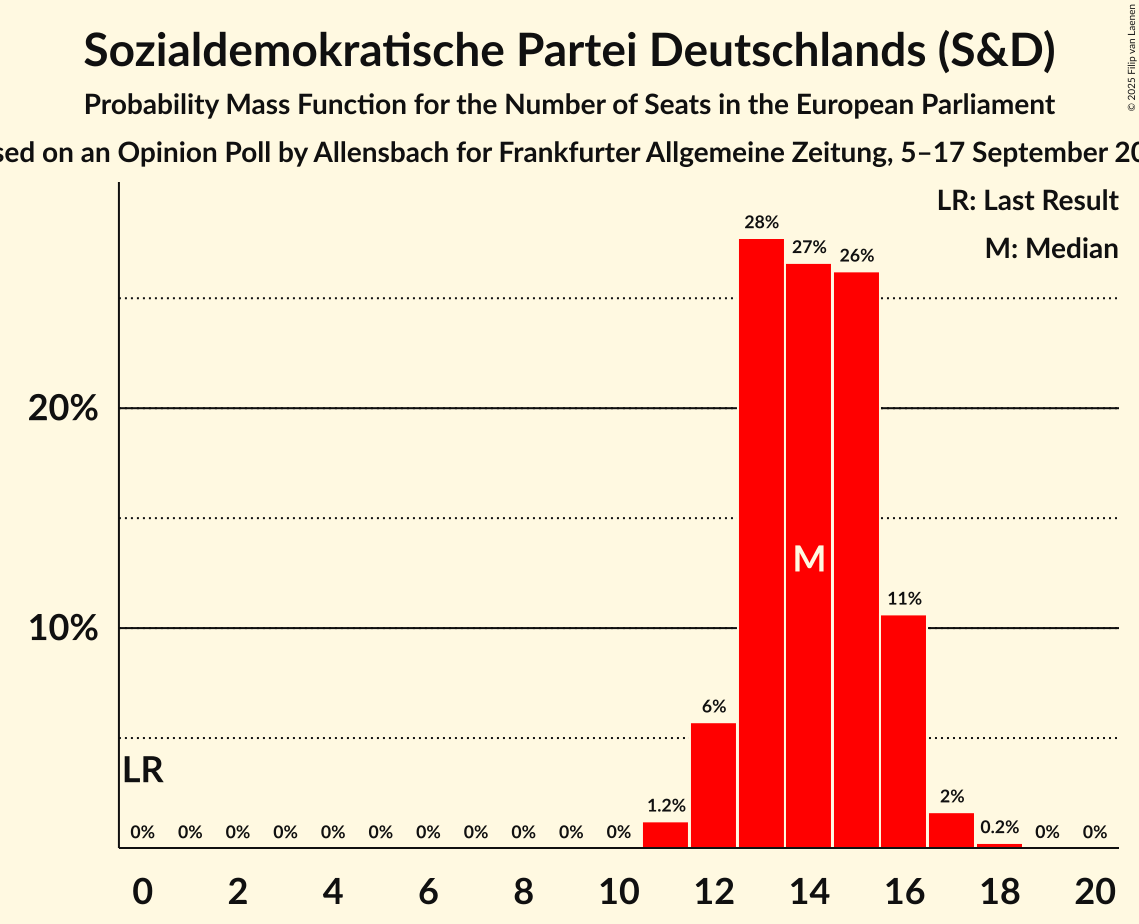 Sozialdemokratische Partei Deutschlands (S&D)
Probability Mass Function for the Number of Seats in the European Parliament
on an Opinion Poll by Allensbach for Frankfurter Allgemeine Zeitung, 5–17 September
© 2025 Filip van Laenen
LR: Last Result
M: Median
28%
27%
26%
20%
M
11%
10%
6%
LR
1.2%
2%
0.2%
0% 0% 0% 0% 0% 0% 0% 0% 0% 0% 0% 0% 0%
0 2 4 6 8 10 12 14 16 18 20